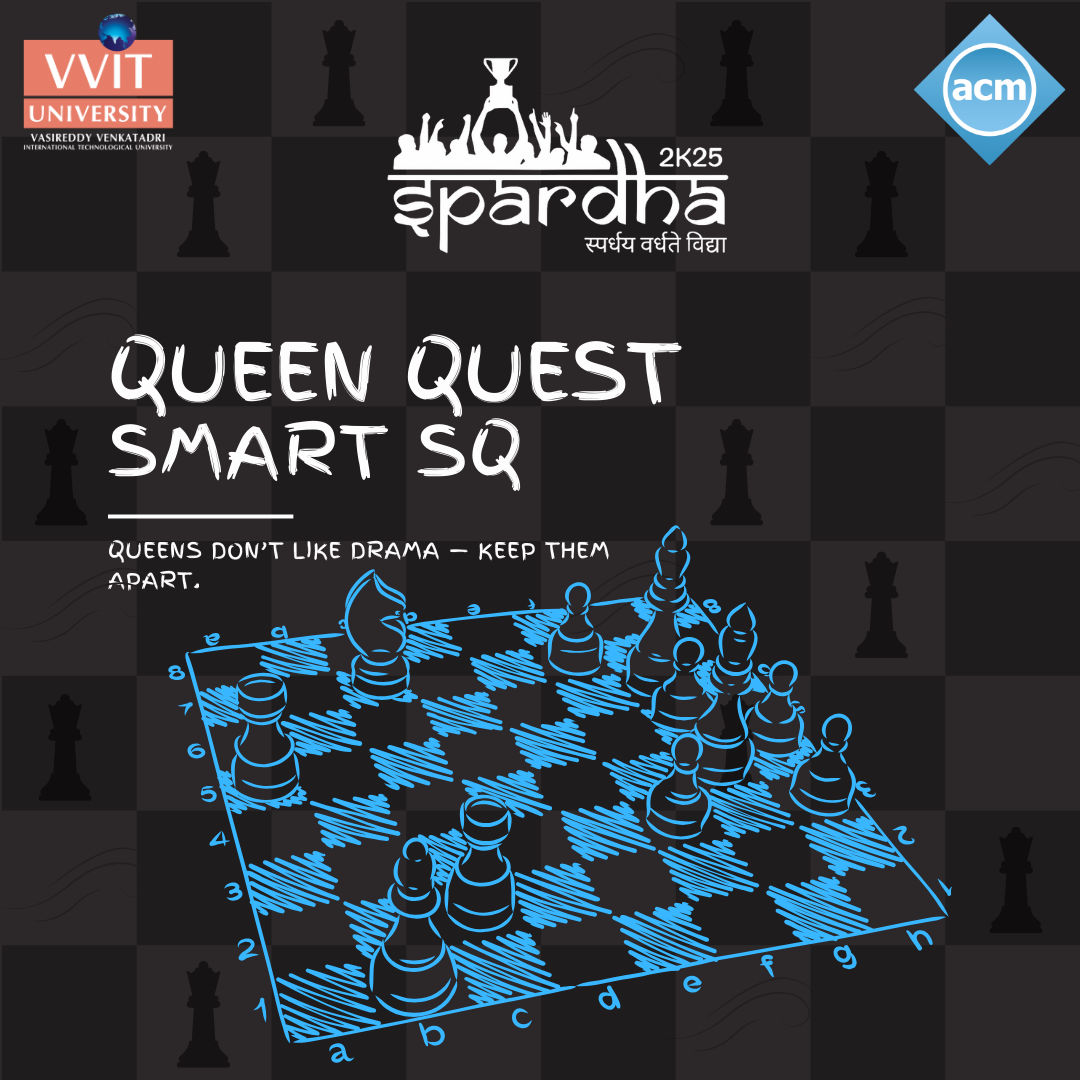 VVIT
UNIVERSITY
VASIREDDY VENKATADRI
INTERNATIONAL TECHNOLOGICAL UNIVERSITY
acm
2K25
spardha
स्पर्धय वर्धते विद्या
QUEEN QUEST
SMART SQ
QUEENS DON'T LIKE DRAMA – KEEP THEM
APART.
8
7
6
5
4
3
2
1
a b c d e f g h